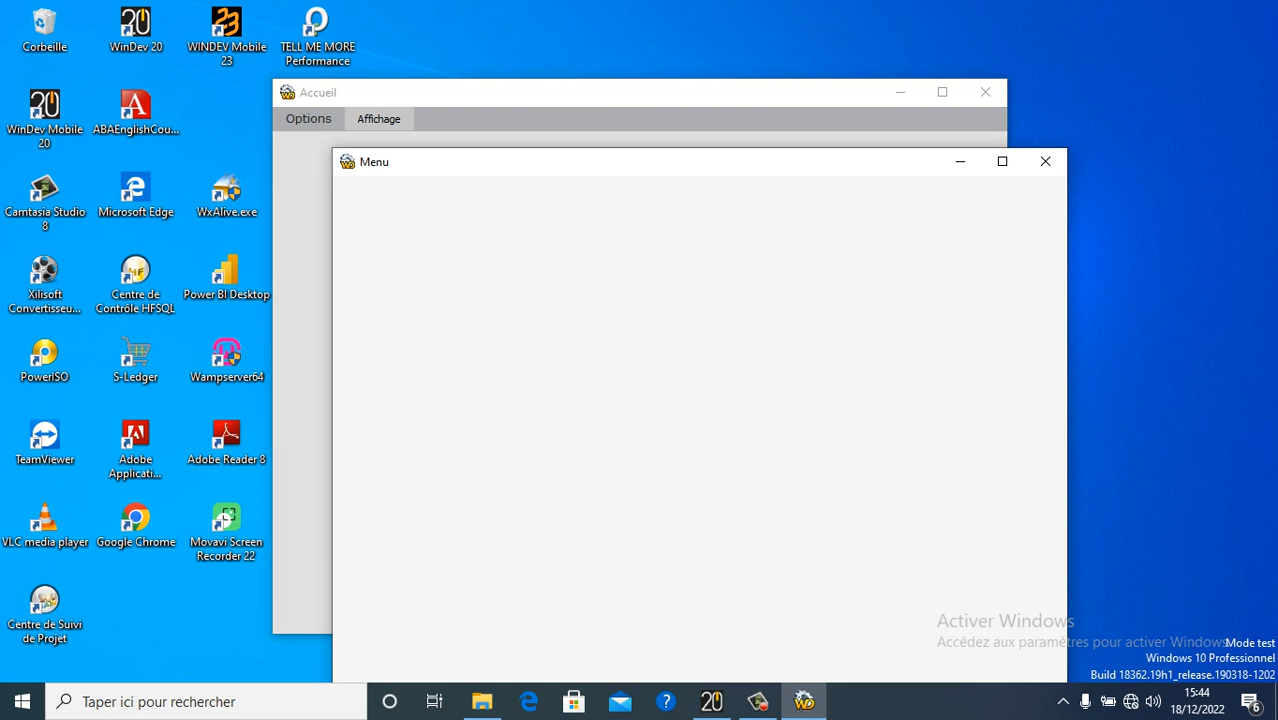 Corbeille
WinDev 20
WINDEV Mobile
23
TELL ME MORE
Performance
WinDev Mobile
20
ABAEnglishCou...
Camtasia Studio
8
Microsoft Edge
WxAlive.exe
Xilisoft
Convertisseu...
Centre de
Contrôle HFSQL
Power BI Desktop
PowerISO
S-Ledger
Wampserver64
TeamViewer
Adobe
Applicati...
Adobe Reader 8
VLC media player
Google Chrome
Movavi Screen
Recorder 22
Centre de Suivi
de Projet
Accueil
Options
Affichage
Menu
Activer Windows
Accédez aux paramètres pour activer Windows.
Mode test
Windows 10 Professionnel
Build 18362.19h1_release.190318-1202
Taper ici pour rechercher
15:44
18/12/2022
6